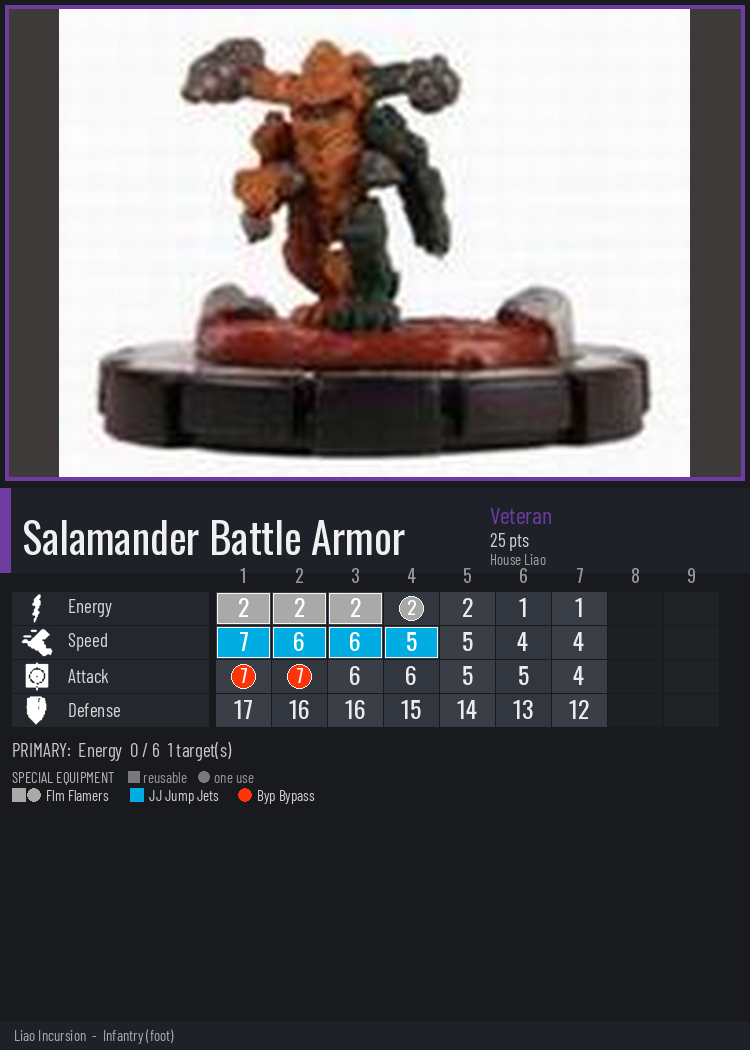 Salamander Battle Armor
Veteran
25 pts
House Liao
1 2 3 4 5 6 7 8 9
Energy 2 2 2 2 2 1 1
Speed 7 6 6 5 5 4 4
Attack 7 7 6 6 5 5 4
Defense 17 16 16 15 14 13 12
PRIMARY: Energy 0 / 6 1 target(s)
SPECIAL EQUIPMENT reusable one use
Flm Flamers JJ Jump Jets Byp Bypass
Liao Incursion - Infantry (foot)